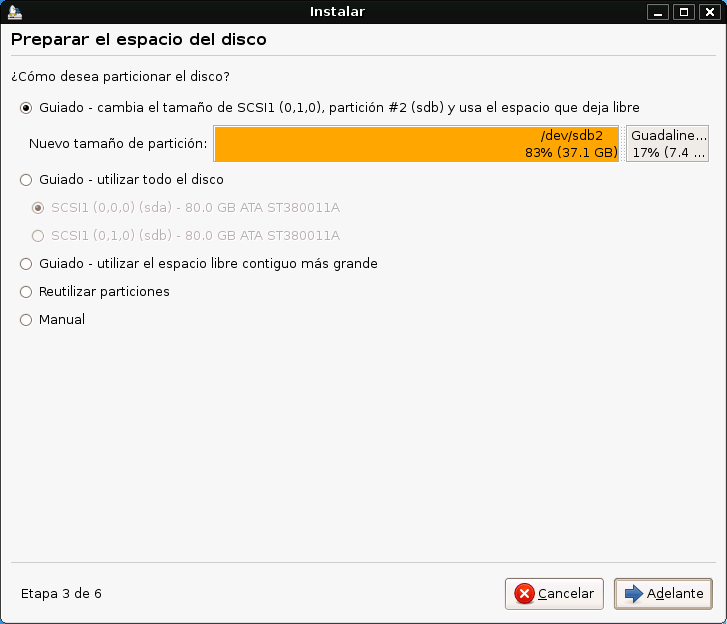 Instalar
Preparar el espacio del disco
¿Cómo desea particionar el disco?
Guiado - cambia el tamaño de SCSI1 (0,1,0), partición #2 (sdb) y usa el espacio que deja libre
Nuevo tamaño de partición:
/dev/sdb2
83% (37.1 GB)
Guadaline...
17% (7.4 ...
Guiado - utilizar todo el disco
SCSI1 (0,0,0) (sda) - 80.0 GB ATA ST380011A
SCSI1 (0,1,0) (sdb) - 80.0 GB ATA ST380011A
Guiado - utilizar el espacio libre contiguo más grande
Reutilizar particiones
Manual
Etapa 3 de 6
Cancelar
Adelante